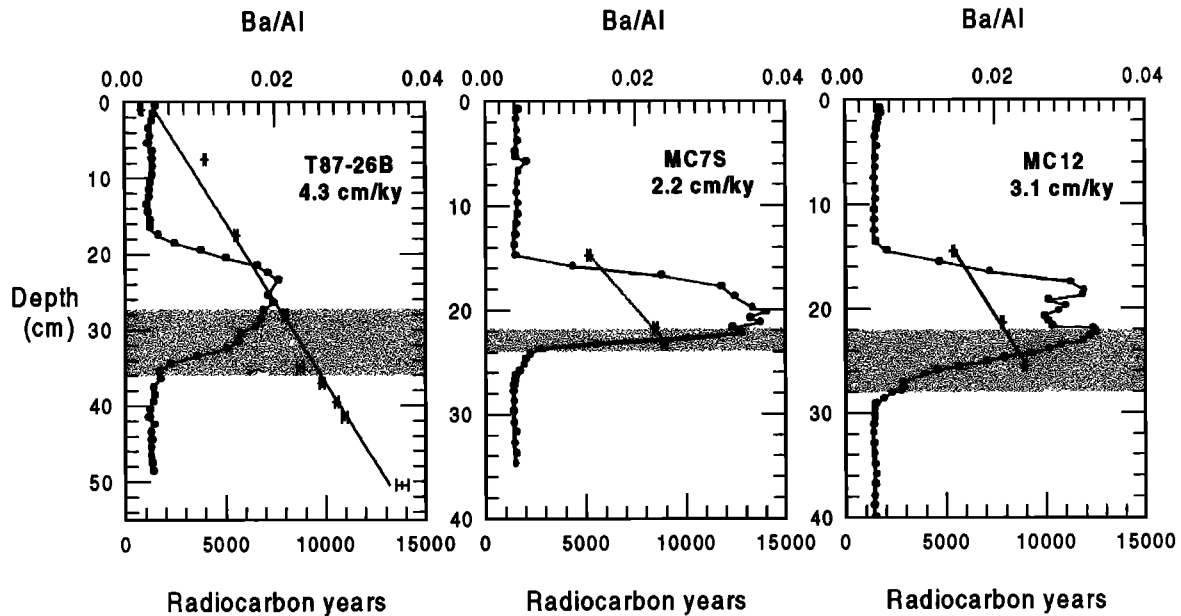 Ba/Al Ba/Al Ba/Al
0.00 0.02 0.04 0.00 0.02 0.04 0.00 0.02 0.04
0 0 0
T87-26B MC7S MC12
4.3 cm/ky 2.2 cm/ky 3.1 cm/ky
10 10 10
20
Depth 20 20
(cm)
30
30 30
40
50
40 40
0 5000 10000 15000 0 5000 10000 15000 0 5000 10000 15000
Radiocarbon years Radiocarbon years Radiocarbon years